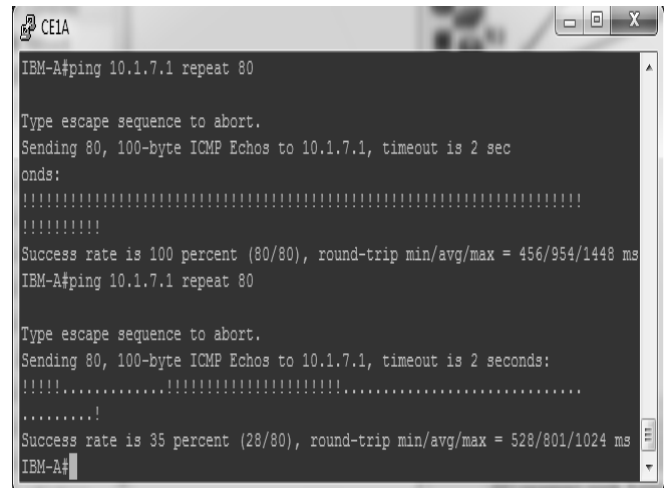 CE1A
IBM-A#ping 10.1.7.1 repeat 80
Type escape sequence to abort.
Sending 80, 100-byte ICMP Echos to 10.1.7.1, timeout is 2 sec
onds:
!!!!!!!!!!!!!!!!!!!!!!!!!!!!!!!!!!!!!!!!!!!!!!!!!!!!!!!!!!!!!!!!!!!!!!
!!!!!!!!!!
Success rate is 100 percent (80/80), round-trip min/avg/max = 456/954/1448 ms
IBM-A#ping 10.1.7.1 repeat 80
Type escape sequence to abort.
Sending 80, 100-byte ICMP Echos to 10.1.7.1, timeout is 2 seconds:
!!!!!.............!!!!!!!!!!!!!!!!!!!!!!..............................
.........!
Success rate is 35 percent (28/80), round-trip min/avg/max = 528/801/1024 ms
IBM-A#